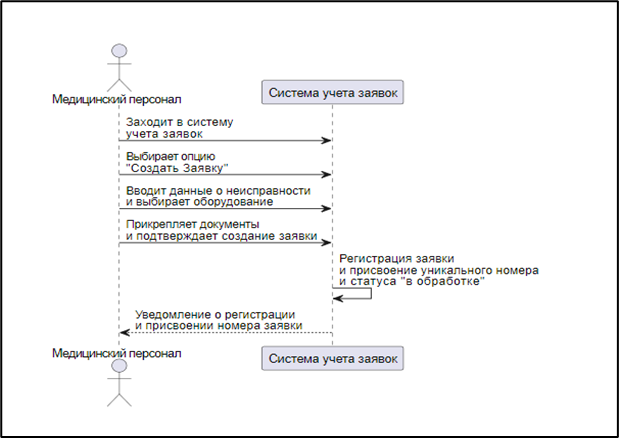 Медицинский персонал
Система учета заявок
Заходит в систему
учета заявок
Выбирает опцию
"Создать Заявку"
Вводит данные о неисправности
и выбирает оборудование
Прикрепляет документы
и подтверждает создание заявки
Регистрация заявки
и присвоение уникального номера
и статуса "в обработке"
Уведомление о регистрации
и присвоении номера заявки
Медицинский персонал
Система учета заявок